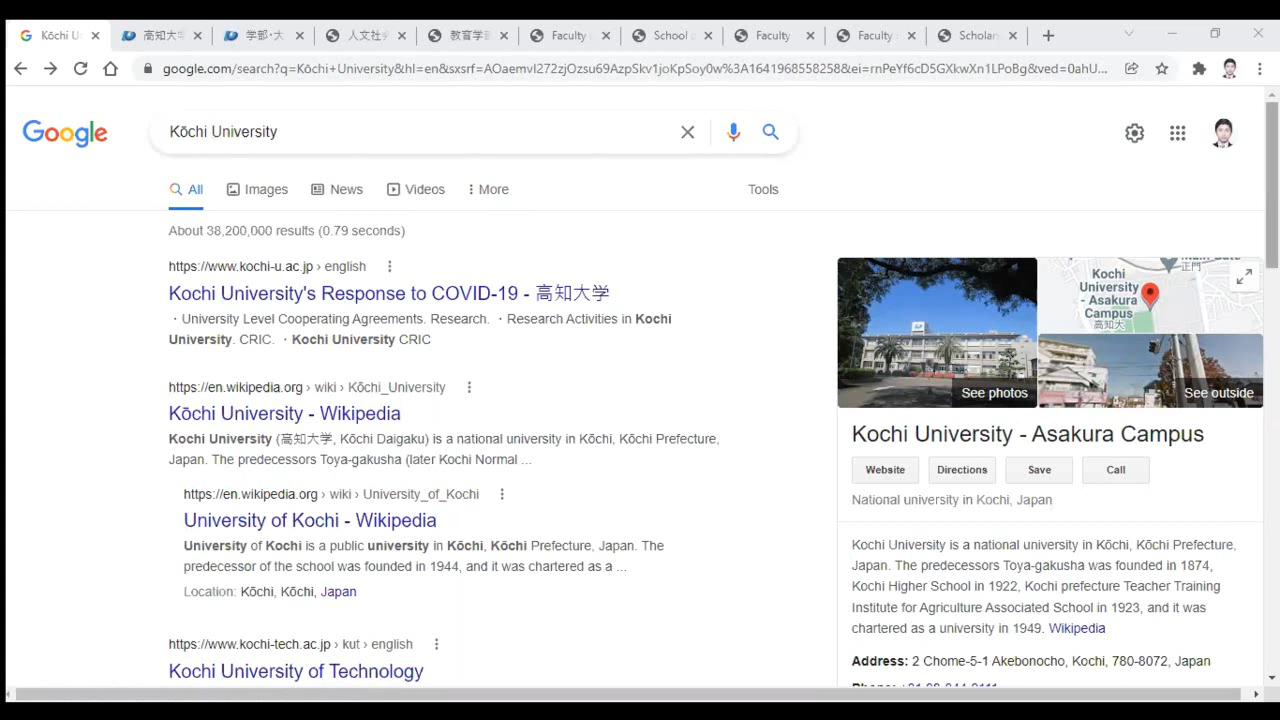 Kōchi U
高知大学
学部・大
人文社会
教育学部
Faculty
School o
Faculty
Faculty
Scholar
google.com/search?q=Kōchi+University&hl=en&sxsrf=AOaemvI272zjOzsu69AzpSkv1joKpSoy0w%3A1641968558258&ei=rnPeYf6cD5GXkwXn1LPoBg&ved=0ahU...
Google
Kōchi University
All
Images
News
Videos
More
Tools
About 38,200,000 results (0.79 seconds)
https://www.kochi-u.ac.jp › english
Kochi University's Response to COVID-19 - 高知大学
・University Level Cooperating Agreements. Research. ・Research Activities in Kochi
University. CRIC. ・Kochi University CRIC
https://en.wikipedia.org › wiki › Kōchi_University
Kōchi University - Wikipedia
Kochi University (高知大学, Kōchi Daigaku) is a national university in Kōchi, Kōchi Prefecture,
Japan. The predecessors Toya-gakusha (later Kochi Normal ...
https://en.wikipedia.org › wiki › University_of_Kochi
University of Kochi - Wikipedia
University of Kochi is a public university in Kōchi, Kōchi Prefecture, Japan. The
predecessor of the school was founded in 1944, and it was chartered as a ...
Location: Kōchi, Kōchi, Japan
https://www.kochi-tech.ac.jp › kut › english
Kochi University of Technology
Main Gate
正門
Kochi
University
- Asakura
Campus
高知大
See photos
See outside
Kochi University - Asakura Campus
Website
Directions
Save
Call
National university in Kochi, Japan
Kochi University is a national university in Kōchi, Kōchi Prefecture,
Japan. The predecessors Toya-gakusha was founded in 1874,
Kochi Higher School in 1922, Kochi prefecture Teacher Training
Institute for Agriculture Associated School in 1923, and it was
chartered as a university in 1949. Wikipedia
Address: 2 Chome-5-1 Akebonocho, Kochi, 780-8072, Japan
Phone: +81 88-844-0111